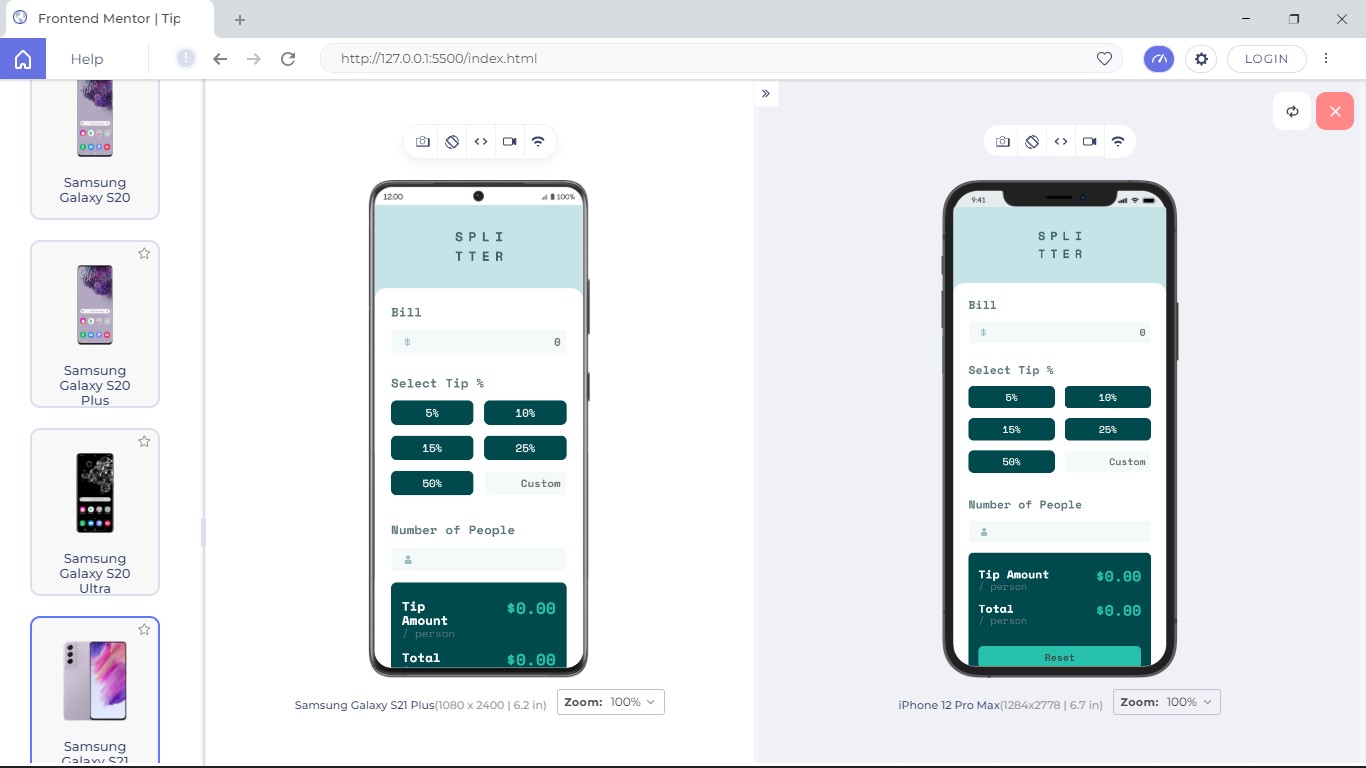 Frontend Mentor | Tip
Help
http://127.0.0.1:5500/index.html
LOGIN
Samsung
Galaxy S20
Samsung
Galaxy S20
Plus
Samsung
Galaxy S20
Ultra
Samsung
Galaxy S21
12:00
100%
SPLI
TTER
Bill
$ 0
Select Tip %
5% 10%
15% 25%
50% Custom
Number of People
Tip
Amount
$0.00
/ person
Total $0.00
Samsung Galaxy S21 Plus(1080 x 2400 | 6.2 in)
Zoom: 100%
9:41
SPLI
TTER
Bill
$ 0
Select Tip %
5% 10%
15% 25%
50% Custom
Number of People
Tip Amount $0.00
/ person
Total $0.00
/ person
Reset
iPhone 12 Pro Max(1284x2778 | 6.7 in)
Zoom: 100%